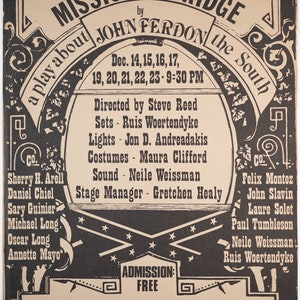 RIDGE
by
JOHN FERDON
a play about
the South
Dec. 14, 15, 16, 17,
19, 20, 21, 22, 23 - 9:30 PM
Directed by Steve Reed
Sets - Ruis Woertendyke
Lights - Jon D. Andreadakis
Costumes - Maura Clifford
Sound - Neile Weissman
Stage Manager - Gretchen Healy
Co.
Sherry H. Arell
Daniel Chiel
Sary Guinier
Michael Long
Oscar Long
Annette Mayo
Co.
Felix Montez
John Slavin
Laure Solet
Paul Tumbleson
Neile Weissman
Ruis Woertendyke
ADMISSION:
FREE